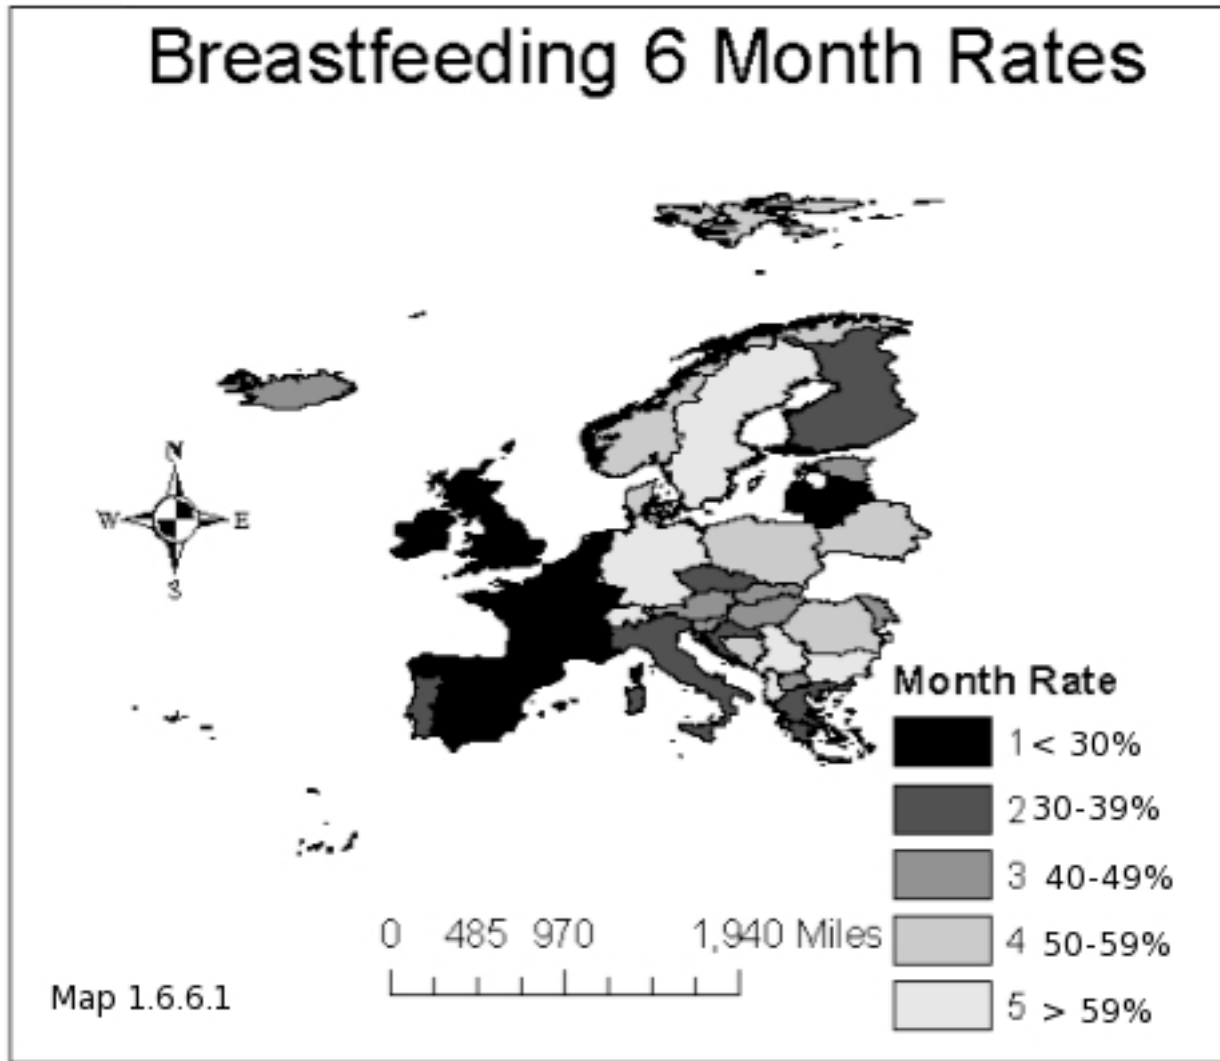 Breastfeeding 6 Month Rates
N
W E
S
Month Rate
1 < 30%
2 30-39%
3 40-49%
4 50-59%
5 > 59%
0 485 970 1,940 Miles
Map 1.6.6.1